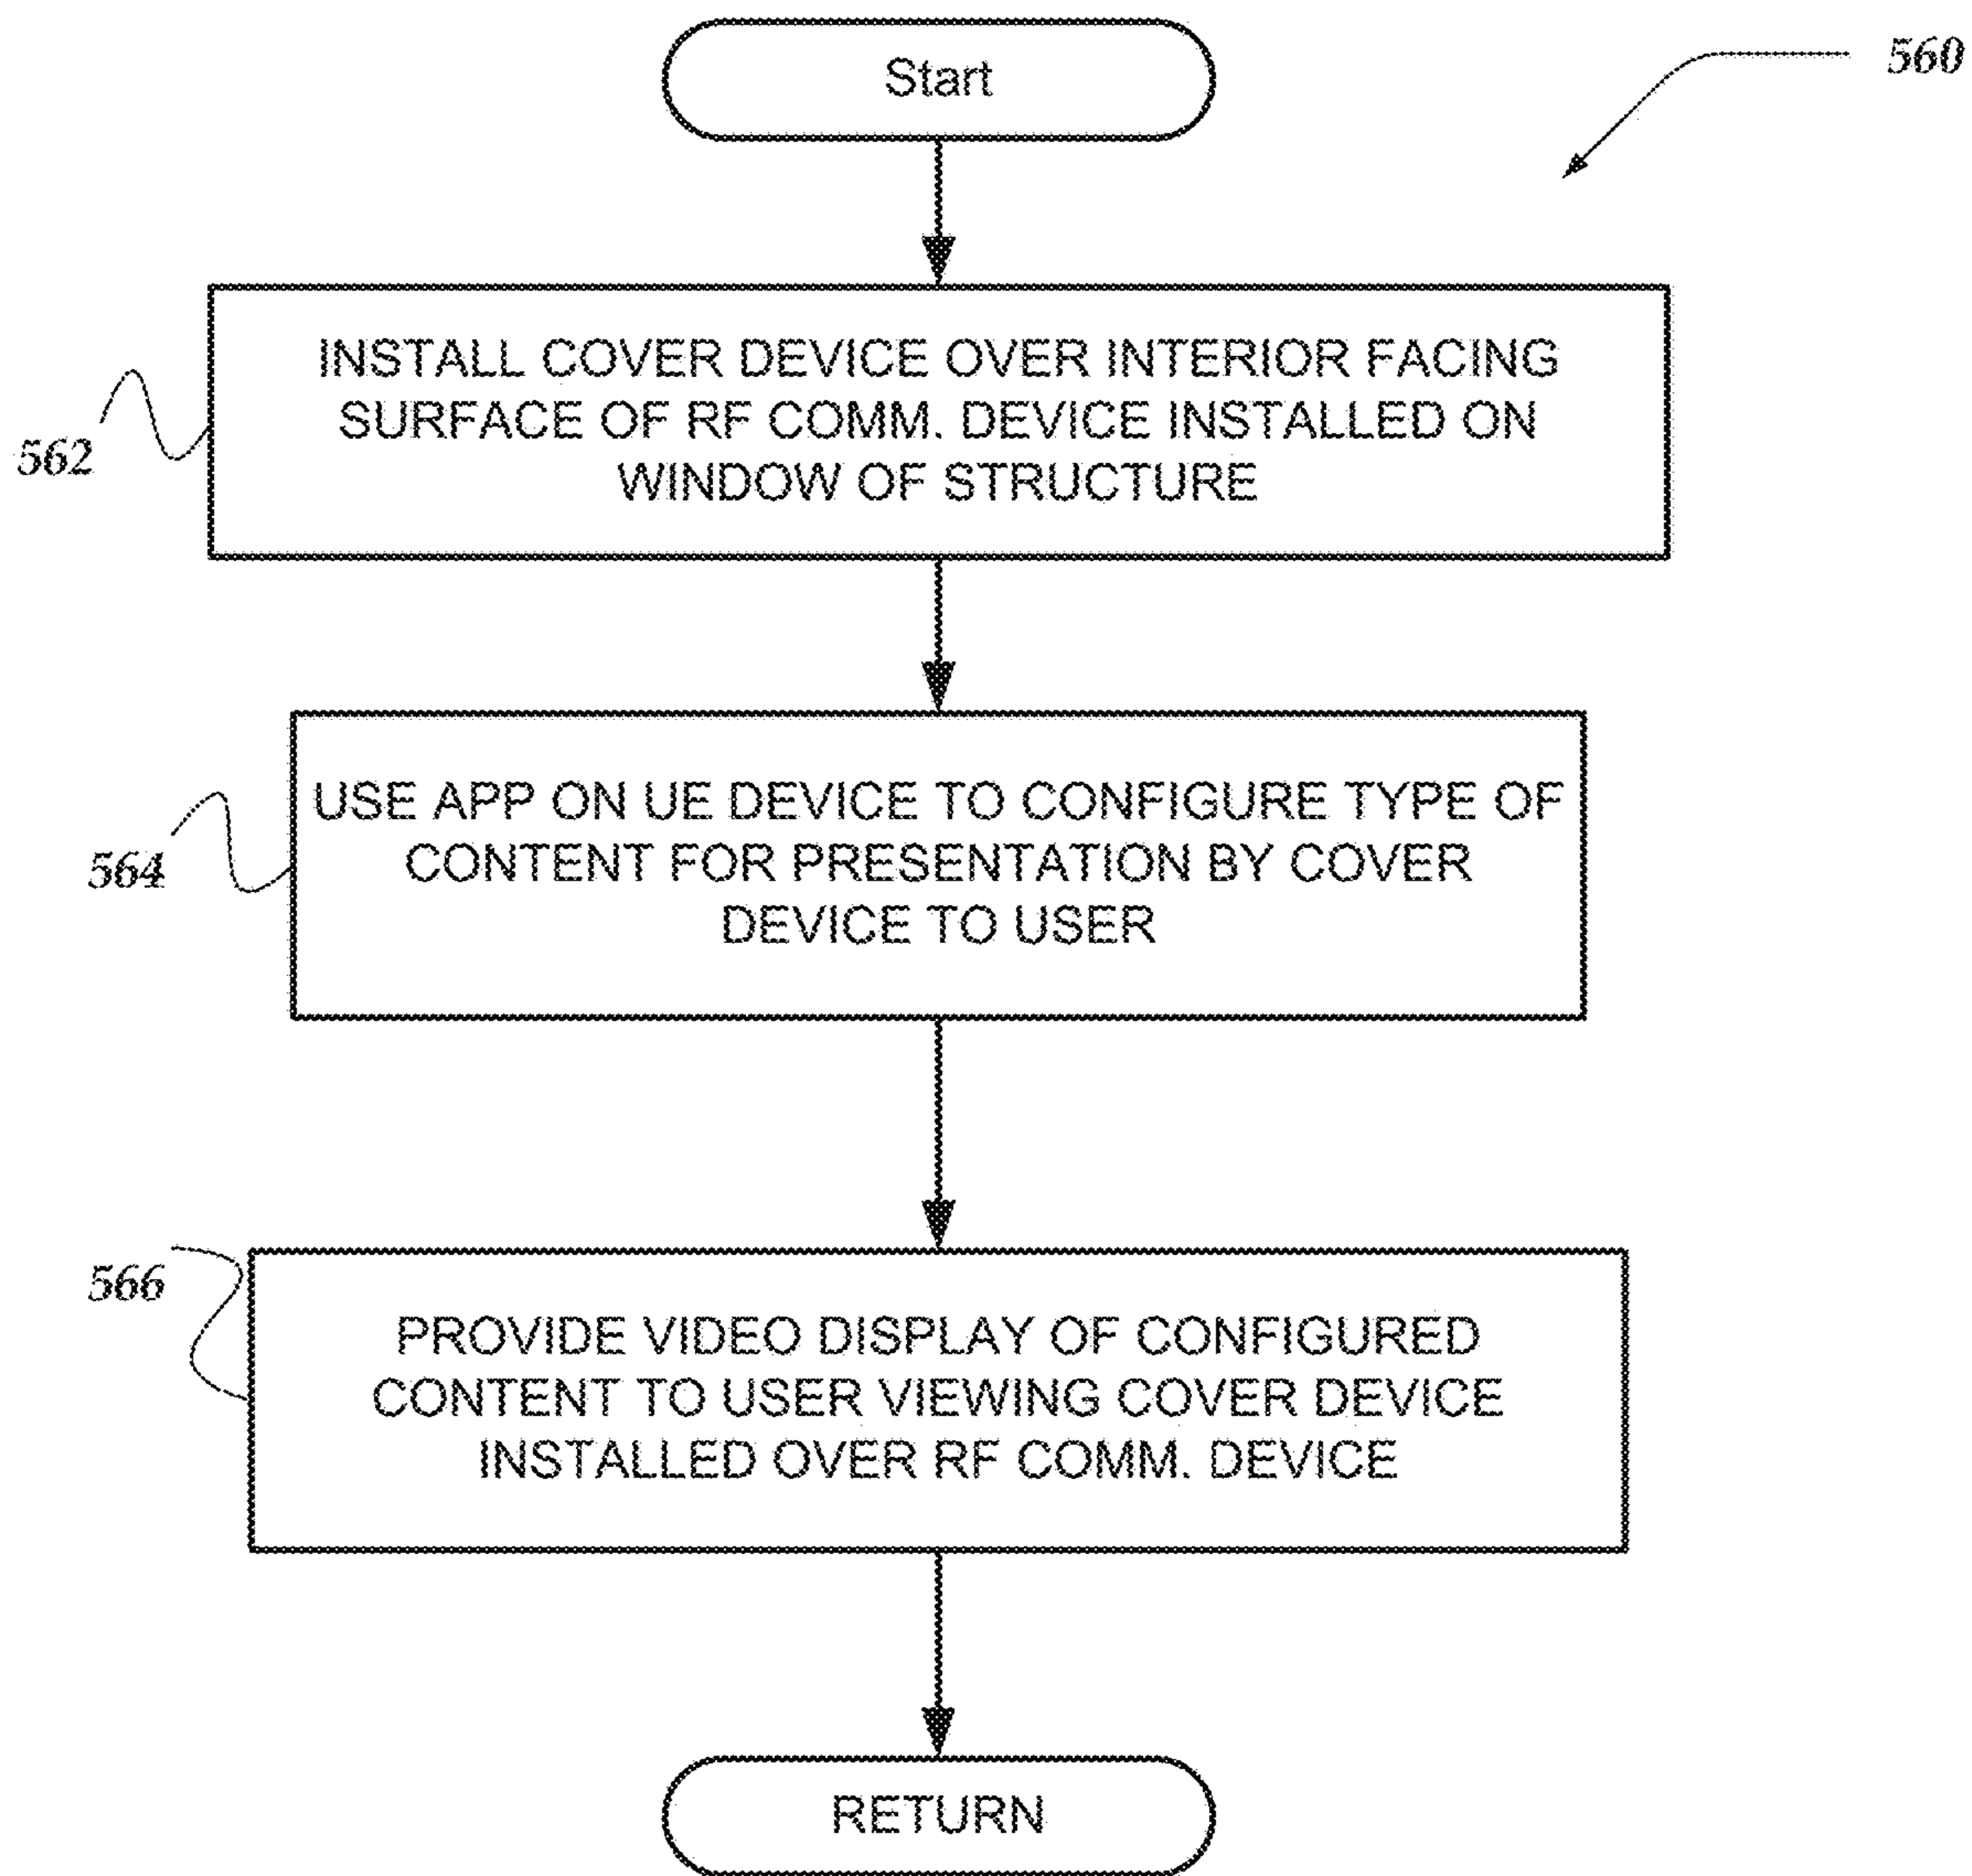 Start
560
INSTALL COVER DEVICE OVER INTERIOR FACING
SURFACE OF RF COMM. DEVICE INSTALLED ON
WINDOW OF STRUCTURE
562
USE APP ON UE DEVICE TO CONFIGURE TYPE OF
CONTENT FOR PRESENTATION BY COVER
DEVICE TO USER
564
566
PROVIDE VIDEO DISPLAY OF CONFIGURED
CONTENT TO USER VIEWING COVER DEVICE
INSTALLED OVER RF COMM. DEVICE
RETURN